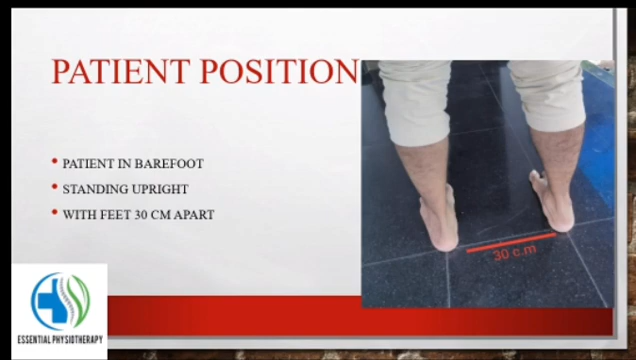 PATIENT POSITION
PATIENT IN BAREFOOT
STANDING UPRIGHT
WITH FEET 30 CM APART
30 c.m
ESSENTIAL PHYSIOTHERAPY